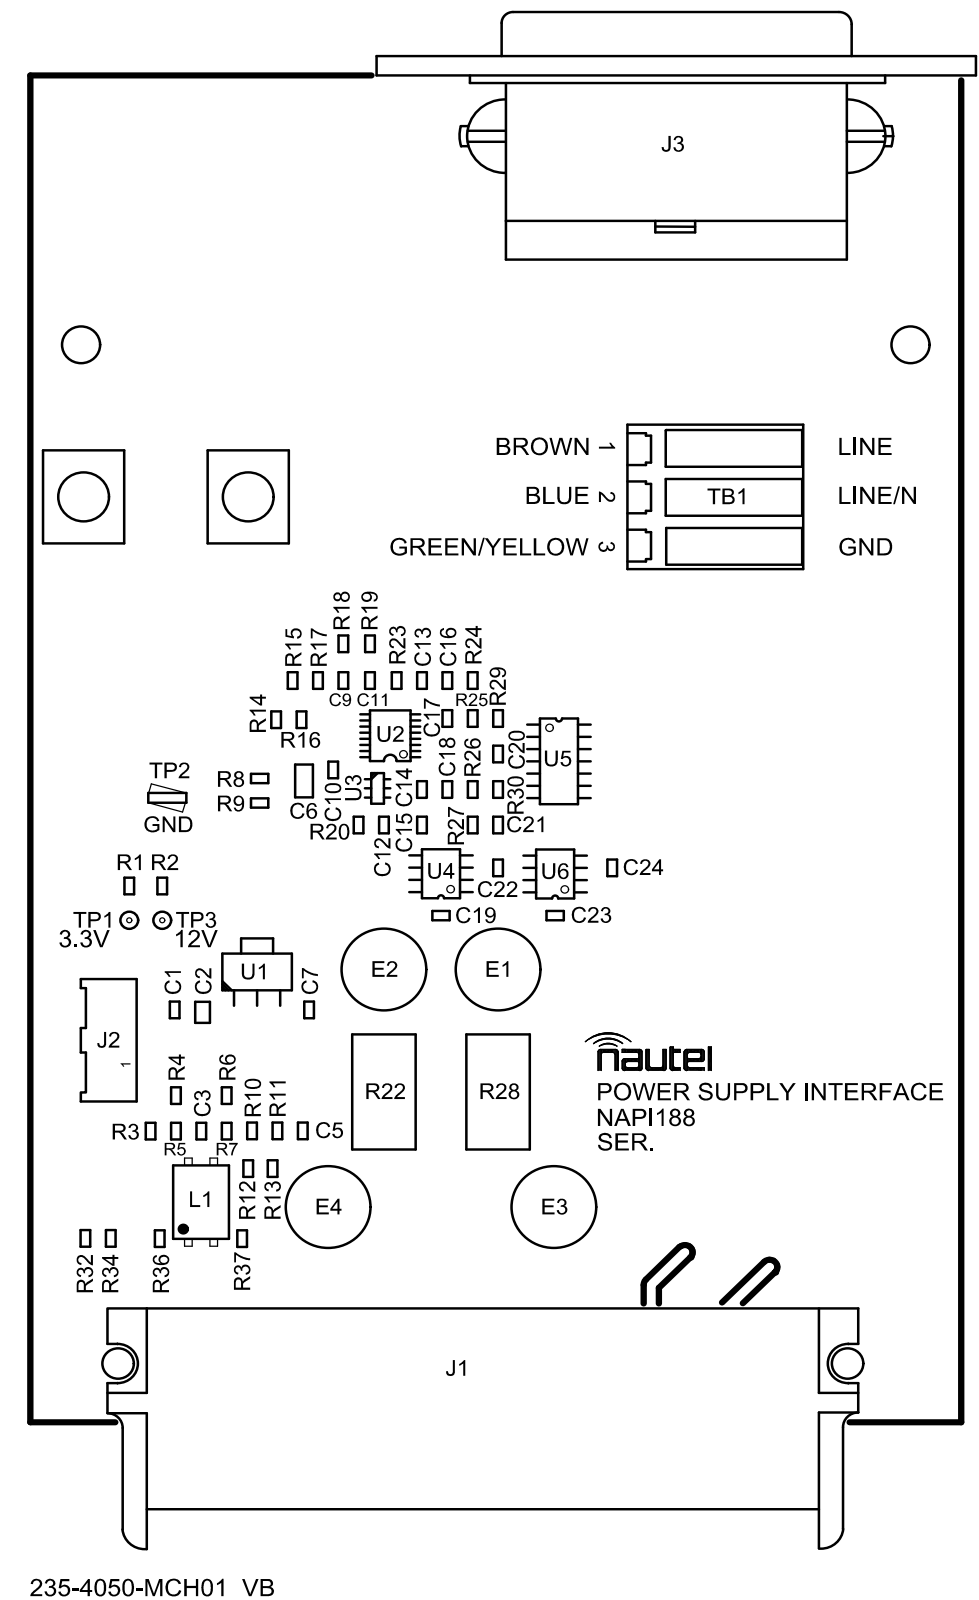 J3
BROWN 1 LINE
BLUE 2 TB1 LINE/N
GREEN/YELLOW 3 GND
R18 R19
R15 R17 R23 C13 C16 R24
C9 C11 R25 R29
R14 R16 U2 C17 C20 U5
C18 R26
TP2 R8 C10 U3 C14 R30
GND R9 C6
R20 C12 C15 R27 C21
R1 R2 U4 C22 U6 C24
TP1 TP3 C19 C23
3.3V 12V
C1 C2 U1 C7 E2 E1
J2 1
nautel
R4 R6 R22 R28 POWER SUPPLY INTERFACE
NAPI188
R3 C3 R10 R11 C5 SER.
R5 R7
L1 R12 R13 E4 E3
R32 R34 R36 R37
J1
235-4050-MCH01 VB